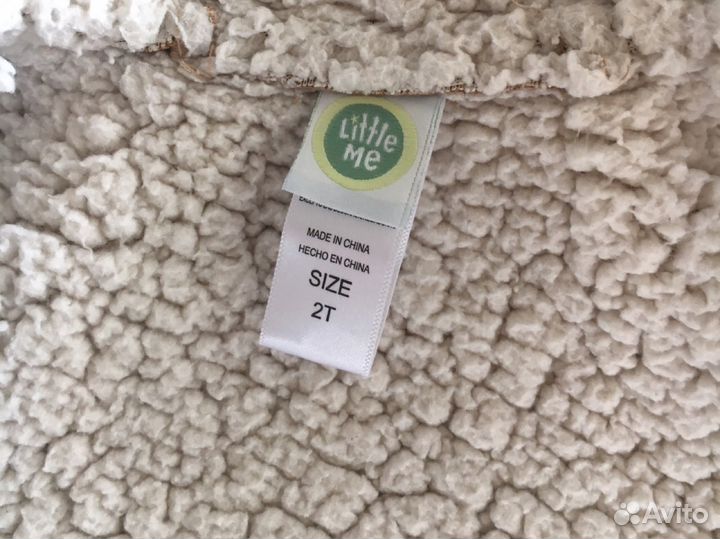 Little
Me
MADE IN CHINA
HECHO EN CHINA
SIZE
2T
Avito